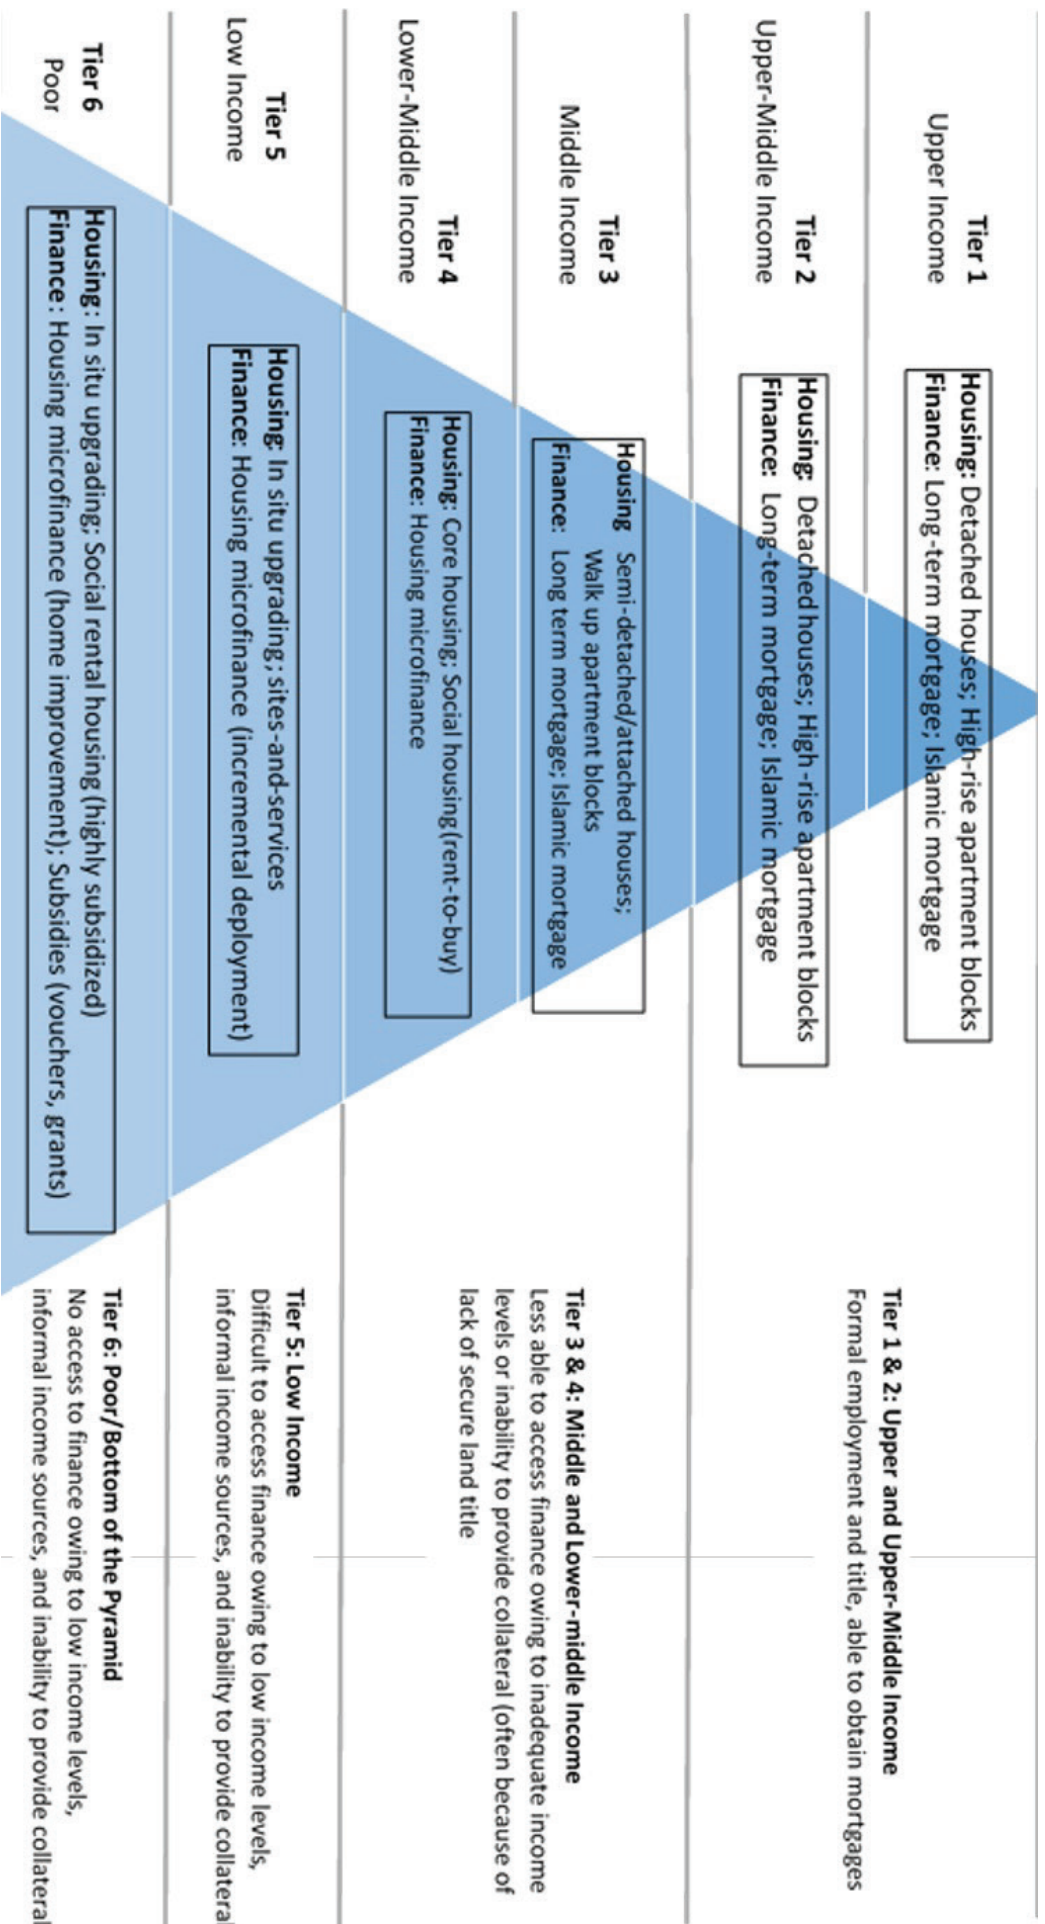 Tier 1
Upper Income
Housing: Detached houses; High-rise apartment blocks
Finance: Long-term mortgage; Islamic mortgage
Tier 2
Upper-Middle Income
Housing: Detached houses; High-rise apartment blocks
Finance: Long-term mortgage; Islamic mortgage
Tier 1 & 2: Upper and Upper-Middle Income
Formal employment and title, able to obtain mortgages
Tier 3
Middle Income
Housing Semi-detached/attached houses;
Walk up apartment blocks
Finance: Long term mortgage; Islamic mortgage
Tier 4
Lower-Middle Income
Housing: Core housing; Social housing (rent-to-buy)
Finance: Housing microfinance
Tier 3 & 4: Middle and Lower-middle Income
Less able to access finance owing to inadequate income
levels or inability to provide collateral (often because of
lack of secure land title
Tier 5
Low Income
Housing: In situ upgrading; sites-and-services
Finance: Housing microfinance (incremental deployment)
Tier 5: Low Income
Difficult to access finance owing to low income levels,
informal income sources, and inability to provide collateral
Tier 6
Poor
Housing: In situ upgrading; Social rental housing (highly subsidized)
Finance: Housing microfinance (home improvement); Subsidies (vouchers, grants)
Tier 6: Poor/Bottom of the Pyramid
No access to finance owing to low income levels,
informal income sources, and inability to provide collateral